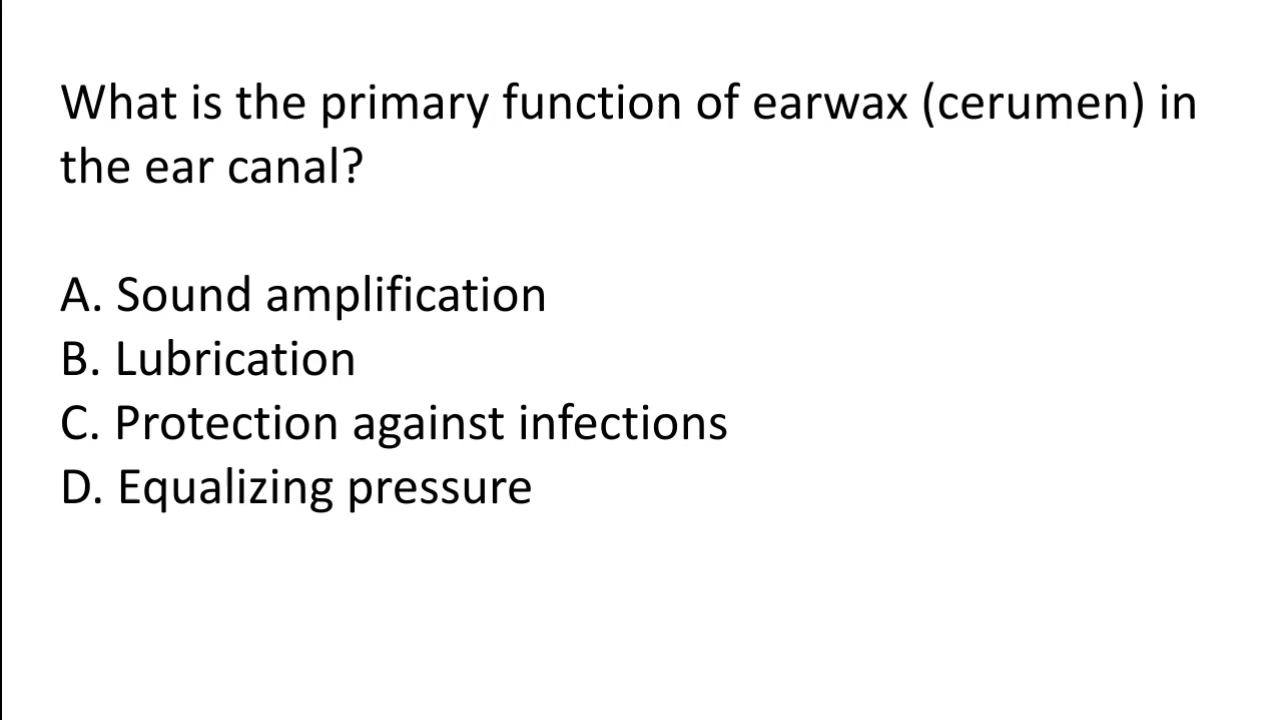 What is the primary function of earwax (cerumen) in
the ear canal?
A. Sound amplification
B. Lubrication
C. Protection against infections
D. Equalizing pressure